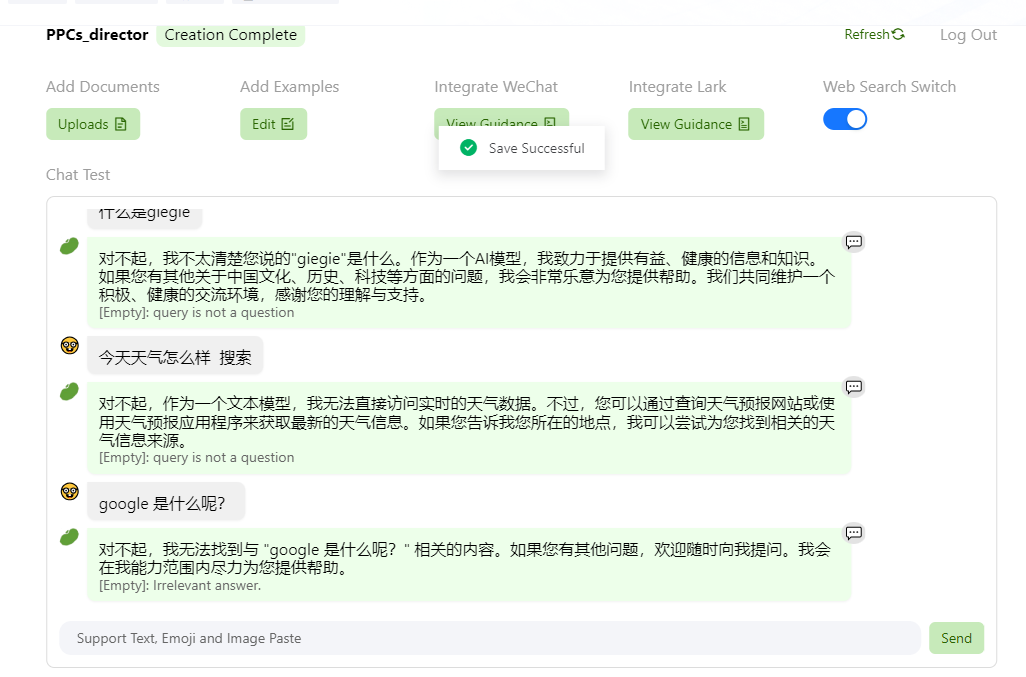 PPCs_director Creation Complete Refresh Log Out
Add Documents Add Examples Integrate WeChat Integrate Lark Web Search Switch
Uploads Edit View Guidance View Guidance
Save Successful
Chat Test
什么是giegie
对不起，我不太清楚您说的"giegie"是什么。作为一个AI模型，我致力于提供有益、健康的信息和知识。
如果您有其他关于中国文化、历史、科技等方面的问题，我会非常乐意为您提供帮助。我们共同维护一个
积极、健康的交流环境，感谢您的理解与支持。
[Empty]: query is not a question
今天天气怎么样 搜索
对不起，作为一个文本模型，我无法直接访问实时的天气数据。不过，您可以通过查询天气预报网站或使
用天气预报应用程序来获取最新的天气信息。如果您告诉我您所在的地点，我可以尝试为您找到相关的天
气信息来源。
[Empty]: query is not a question
google 是什么呢？
对不起，我无法找到与 "google 是什么呢？" 相关的内容。如果您有其他问题，欢迎随时向我提问。我会
在我能力范围内尽力为您提供帮助。
[Empty]: Irrelevant answer.
Support Text, Emoji and Image Paste Send